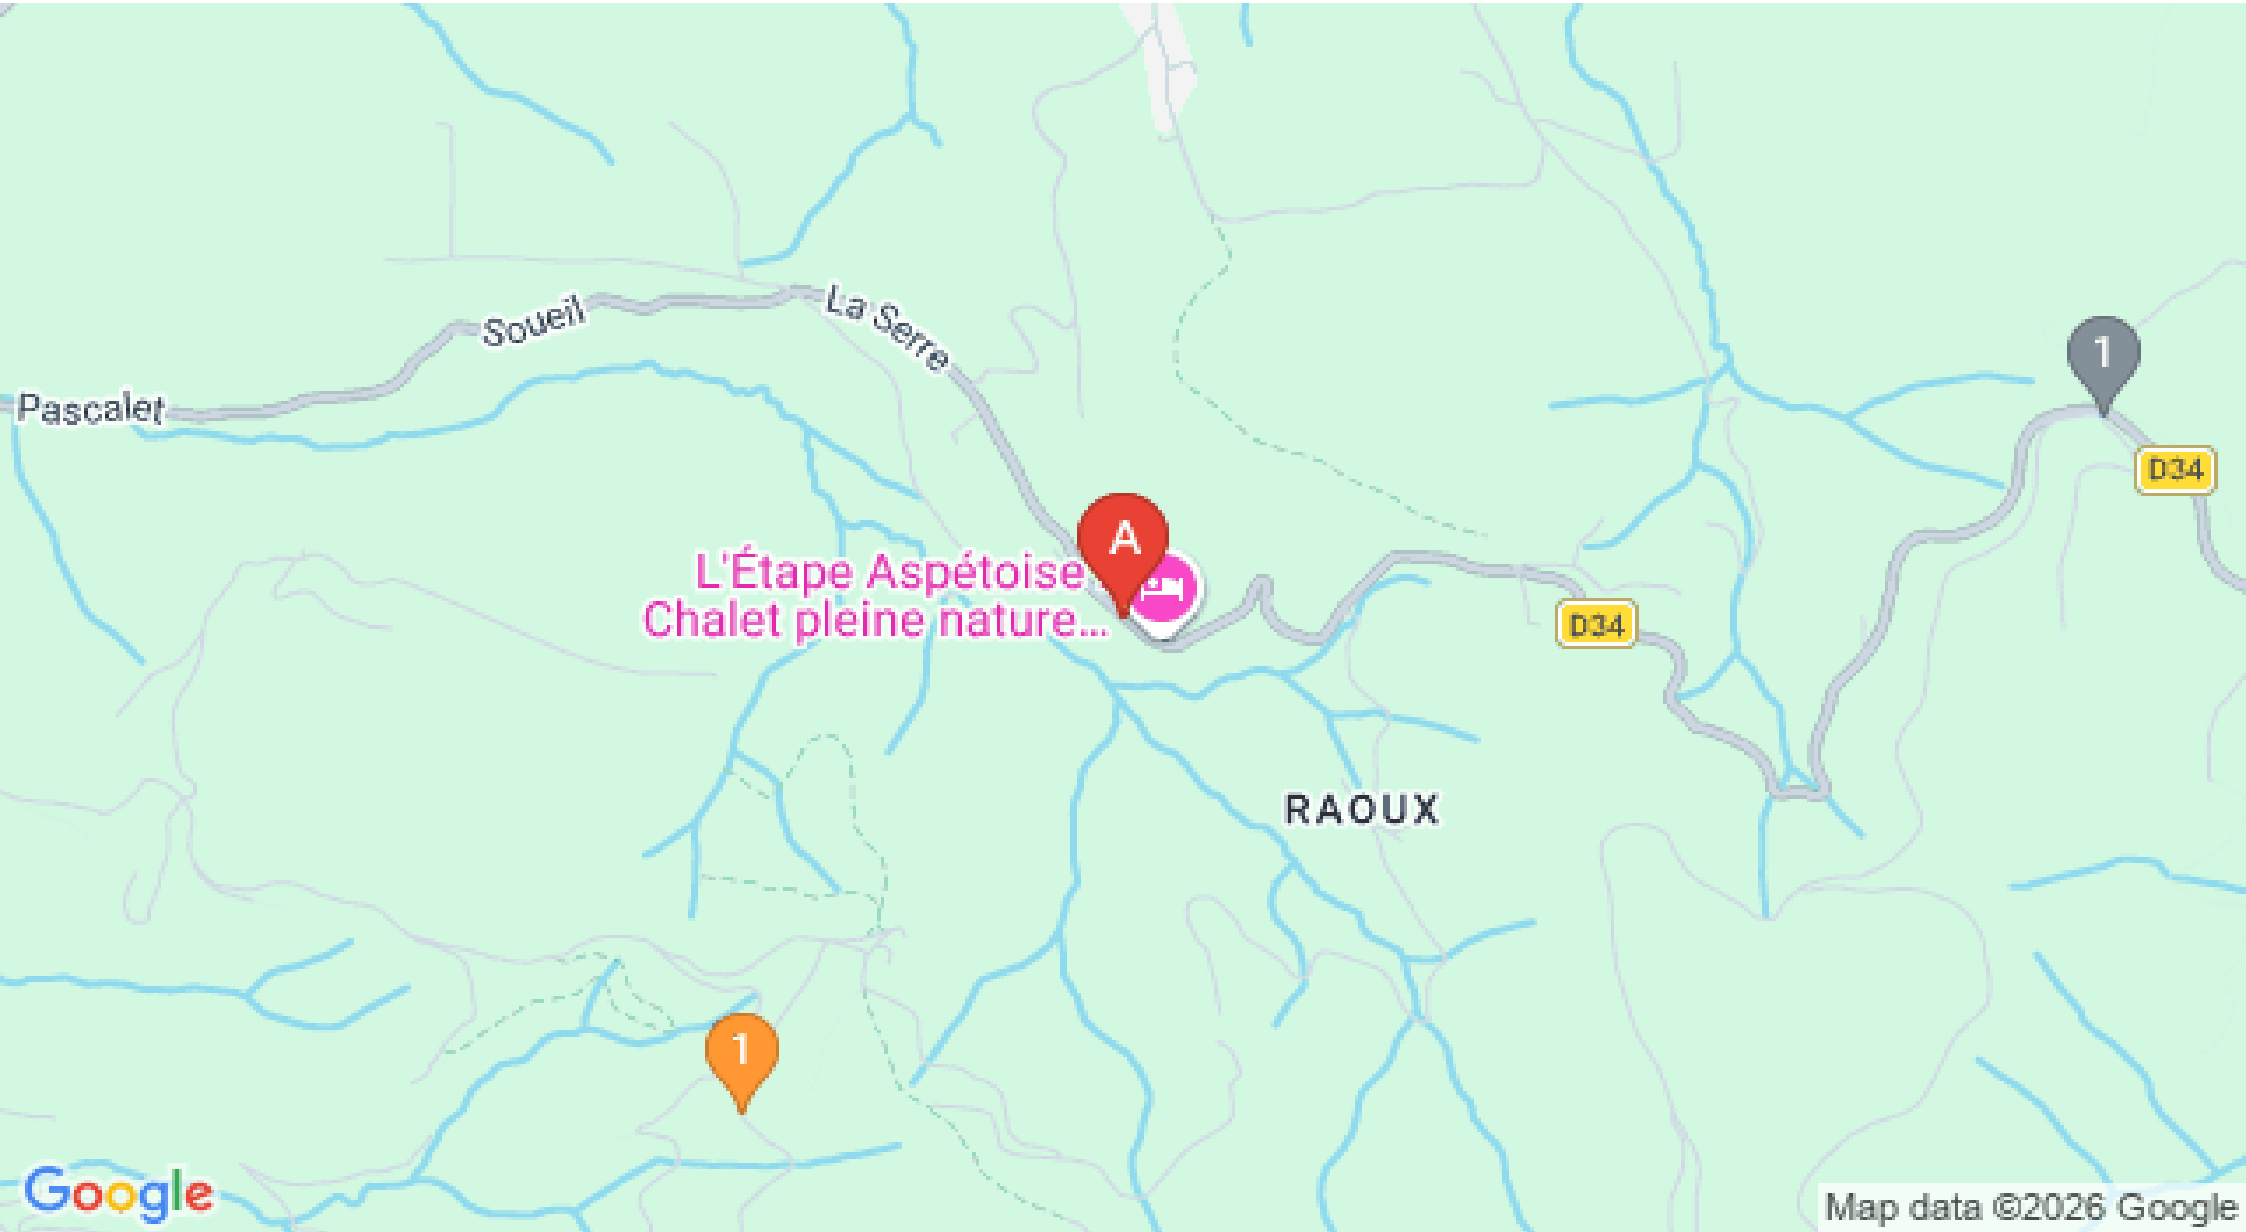 La Serre
Soueil
1
Pascalet
D34
A
L'Étape Aspétoise
Chalet pleine nature...
D34
RAOUX
1
Google
Map data ©2026 Google